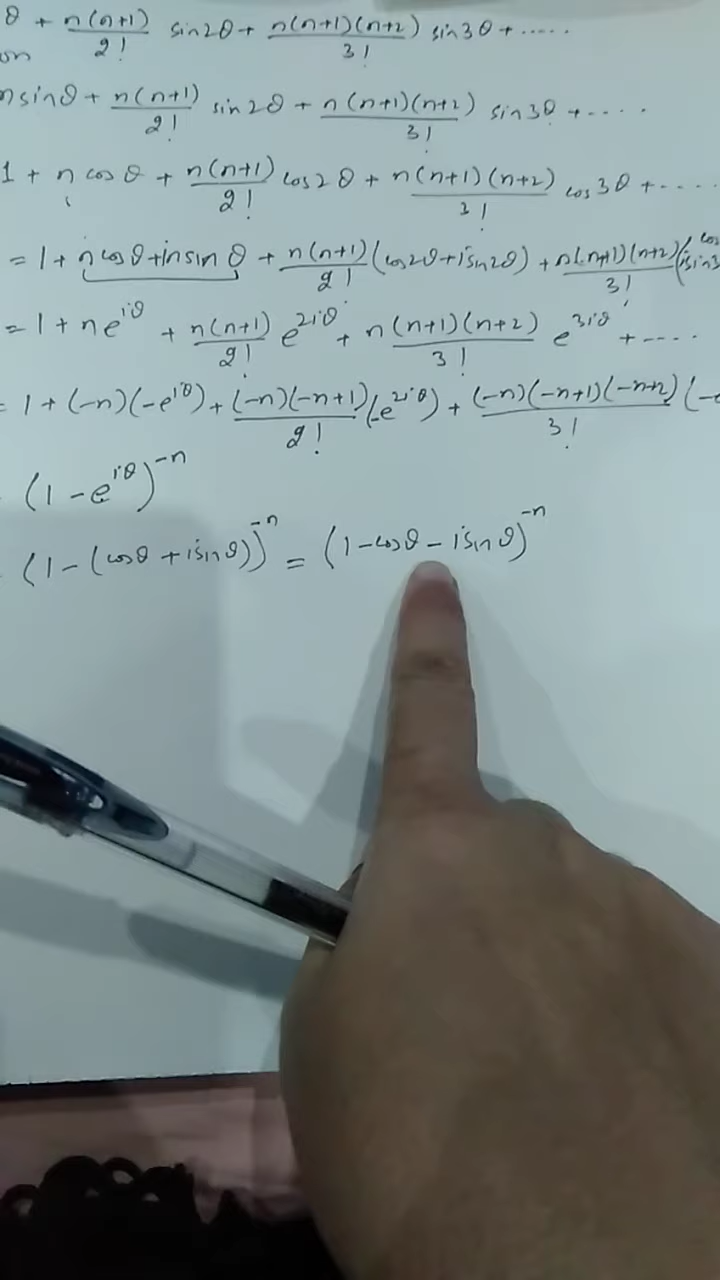 θ + n(n+1)/2! sin2θ + n(n+1)(n+2)/3! sin3θ + .....
on
n sinθ + n(n+1)/2! sin2θ + n(n+1)(n+2)/3! sin3θ + ....
1 + n cosθ + n(n+1)/2! cos2θ + n(n+1)(n+2)/3! cos3θ + ....
= 1 + n cosθ + i n sinθ + n(n+1)/2! (cos2θ + i sin2θ) + n(n+1)(n+2)/3! (cos i sin3
= 1 + n e^{iθ} + n(n+1)/2! e^{2iθ} + n(n+1)(n+2)/3! e^{3iθ} + ....
= 1 + (-n)(-e^{iθ}) + (-n)(-n+1)/2! (-e^{2iθ}) + (-n)(-n+1)(-n+2)/3! (-e
(1 - e^{iθ})^{-n}
(1 - (cosθ + i sinθ))^{-n} = (1 - cosθ - i sinθ)^{-n}